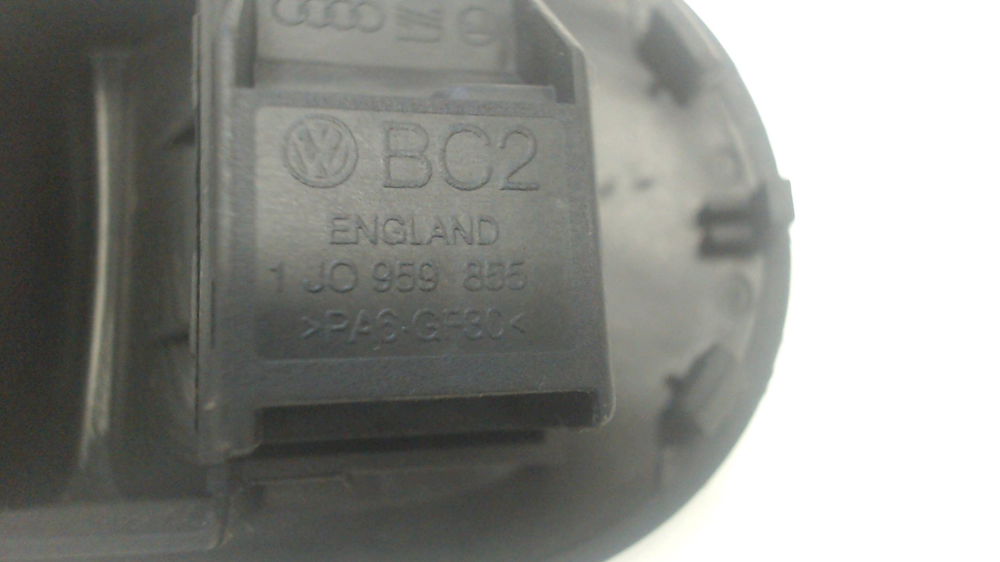 BC2
ENGLAND
1 JO 959 855
>PA6·GF30<